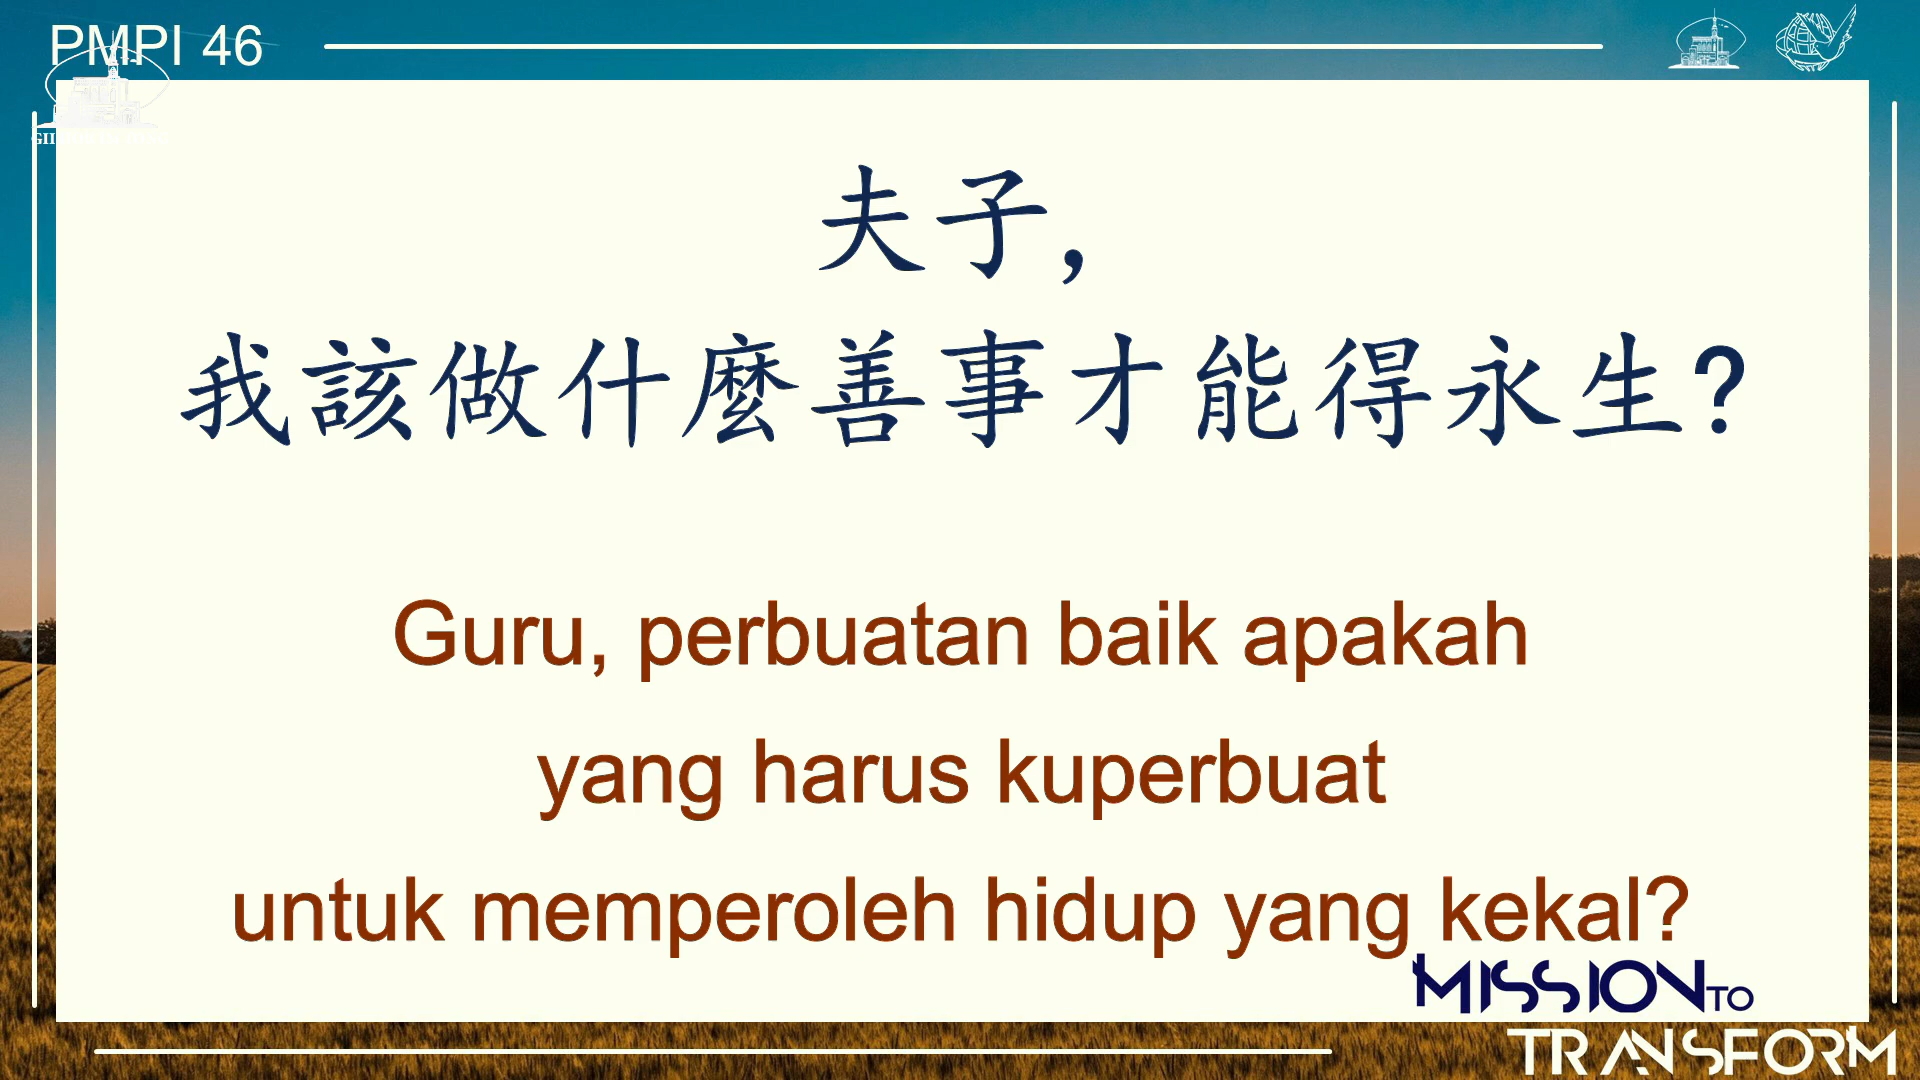 PMPI 46
夫子,
我該做什麼善事才能得永生?
Guru, perbuatan baik apakah
yang harus kuperbuat
untuk memperoleh hidup yang kekal?
MISSION TO
TRANSFORM